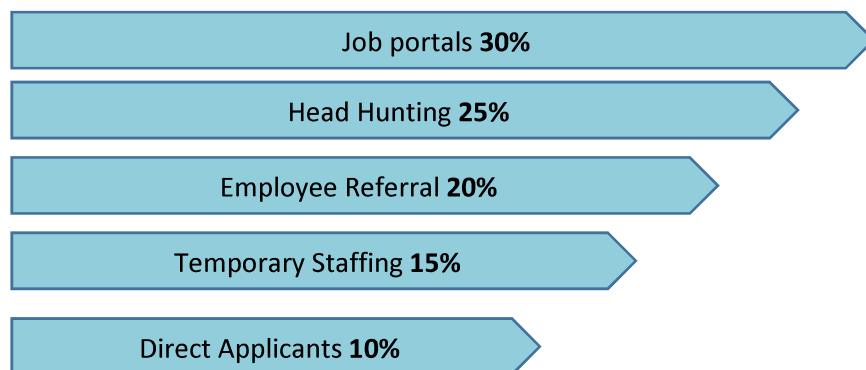 Job portals 30%
Head Hunting 25%
Employee Referral 20%
Temporary Staffing 15%
Direct Applicants 10%